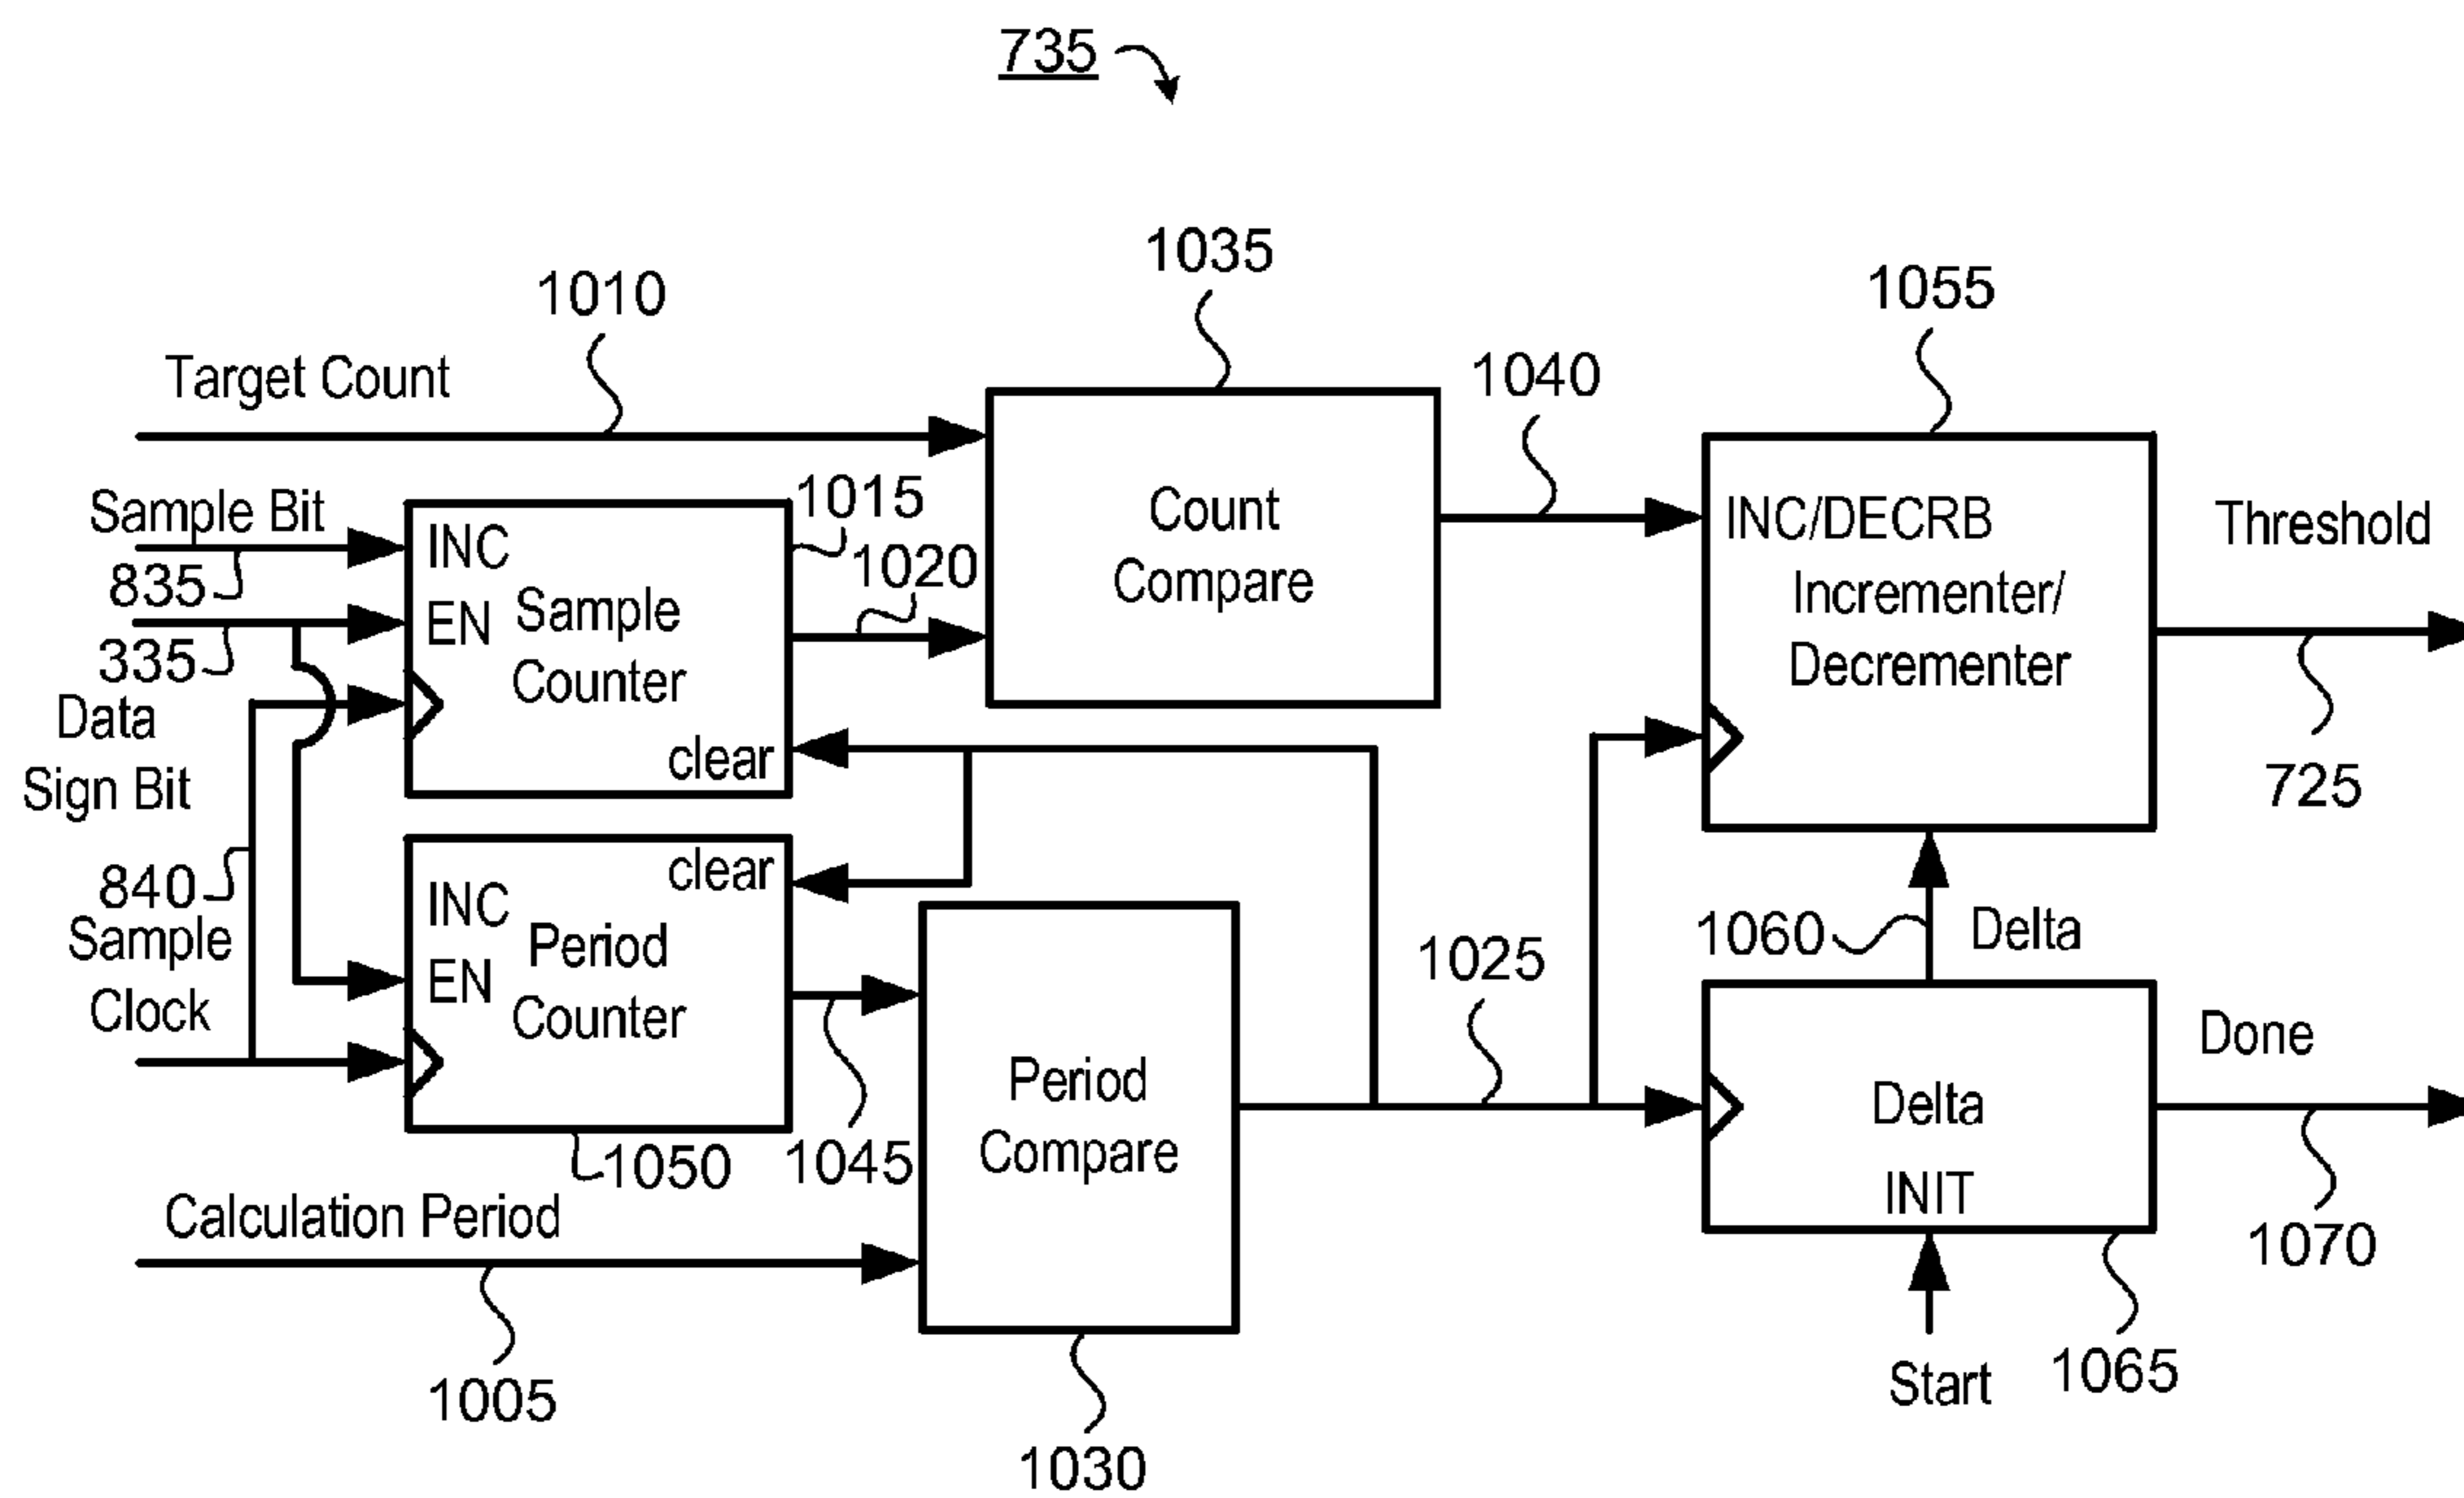 735
1035
1010
1055
Target Count
1040
Sample Bit
1015
INC
Count
Compare
INC/DECRB
Threshold
835
1020
EN
Sample
Counter
Incrementer/
Decrementer
335
Data
Sign Bit
clear
725
840
Sample
Clock
clear
INC
EN
Period
Counter
1060
Delta
1025
Done
Period
Compare
Delta
INIT
1050
1045
Calculation Period
1070
1005
Start
1065
1030